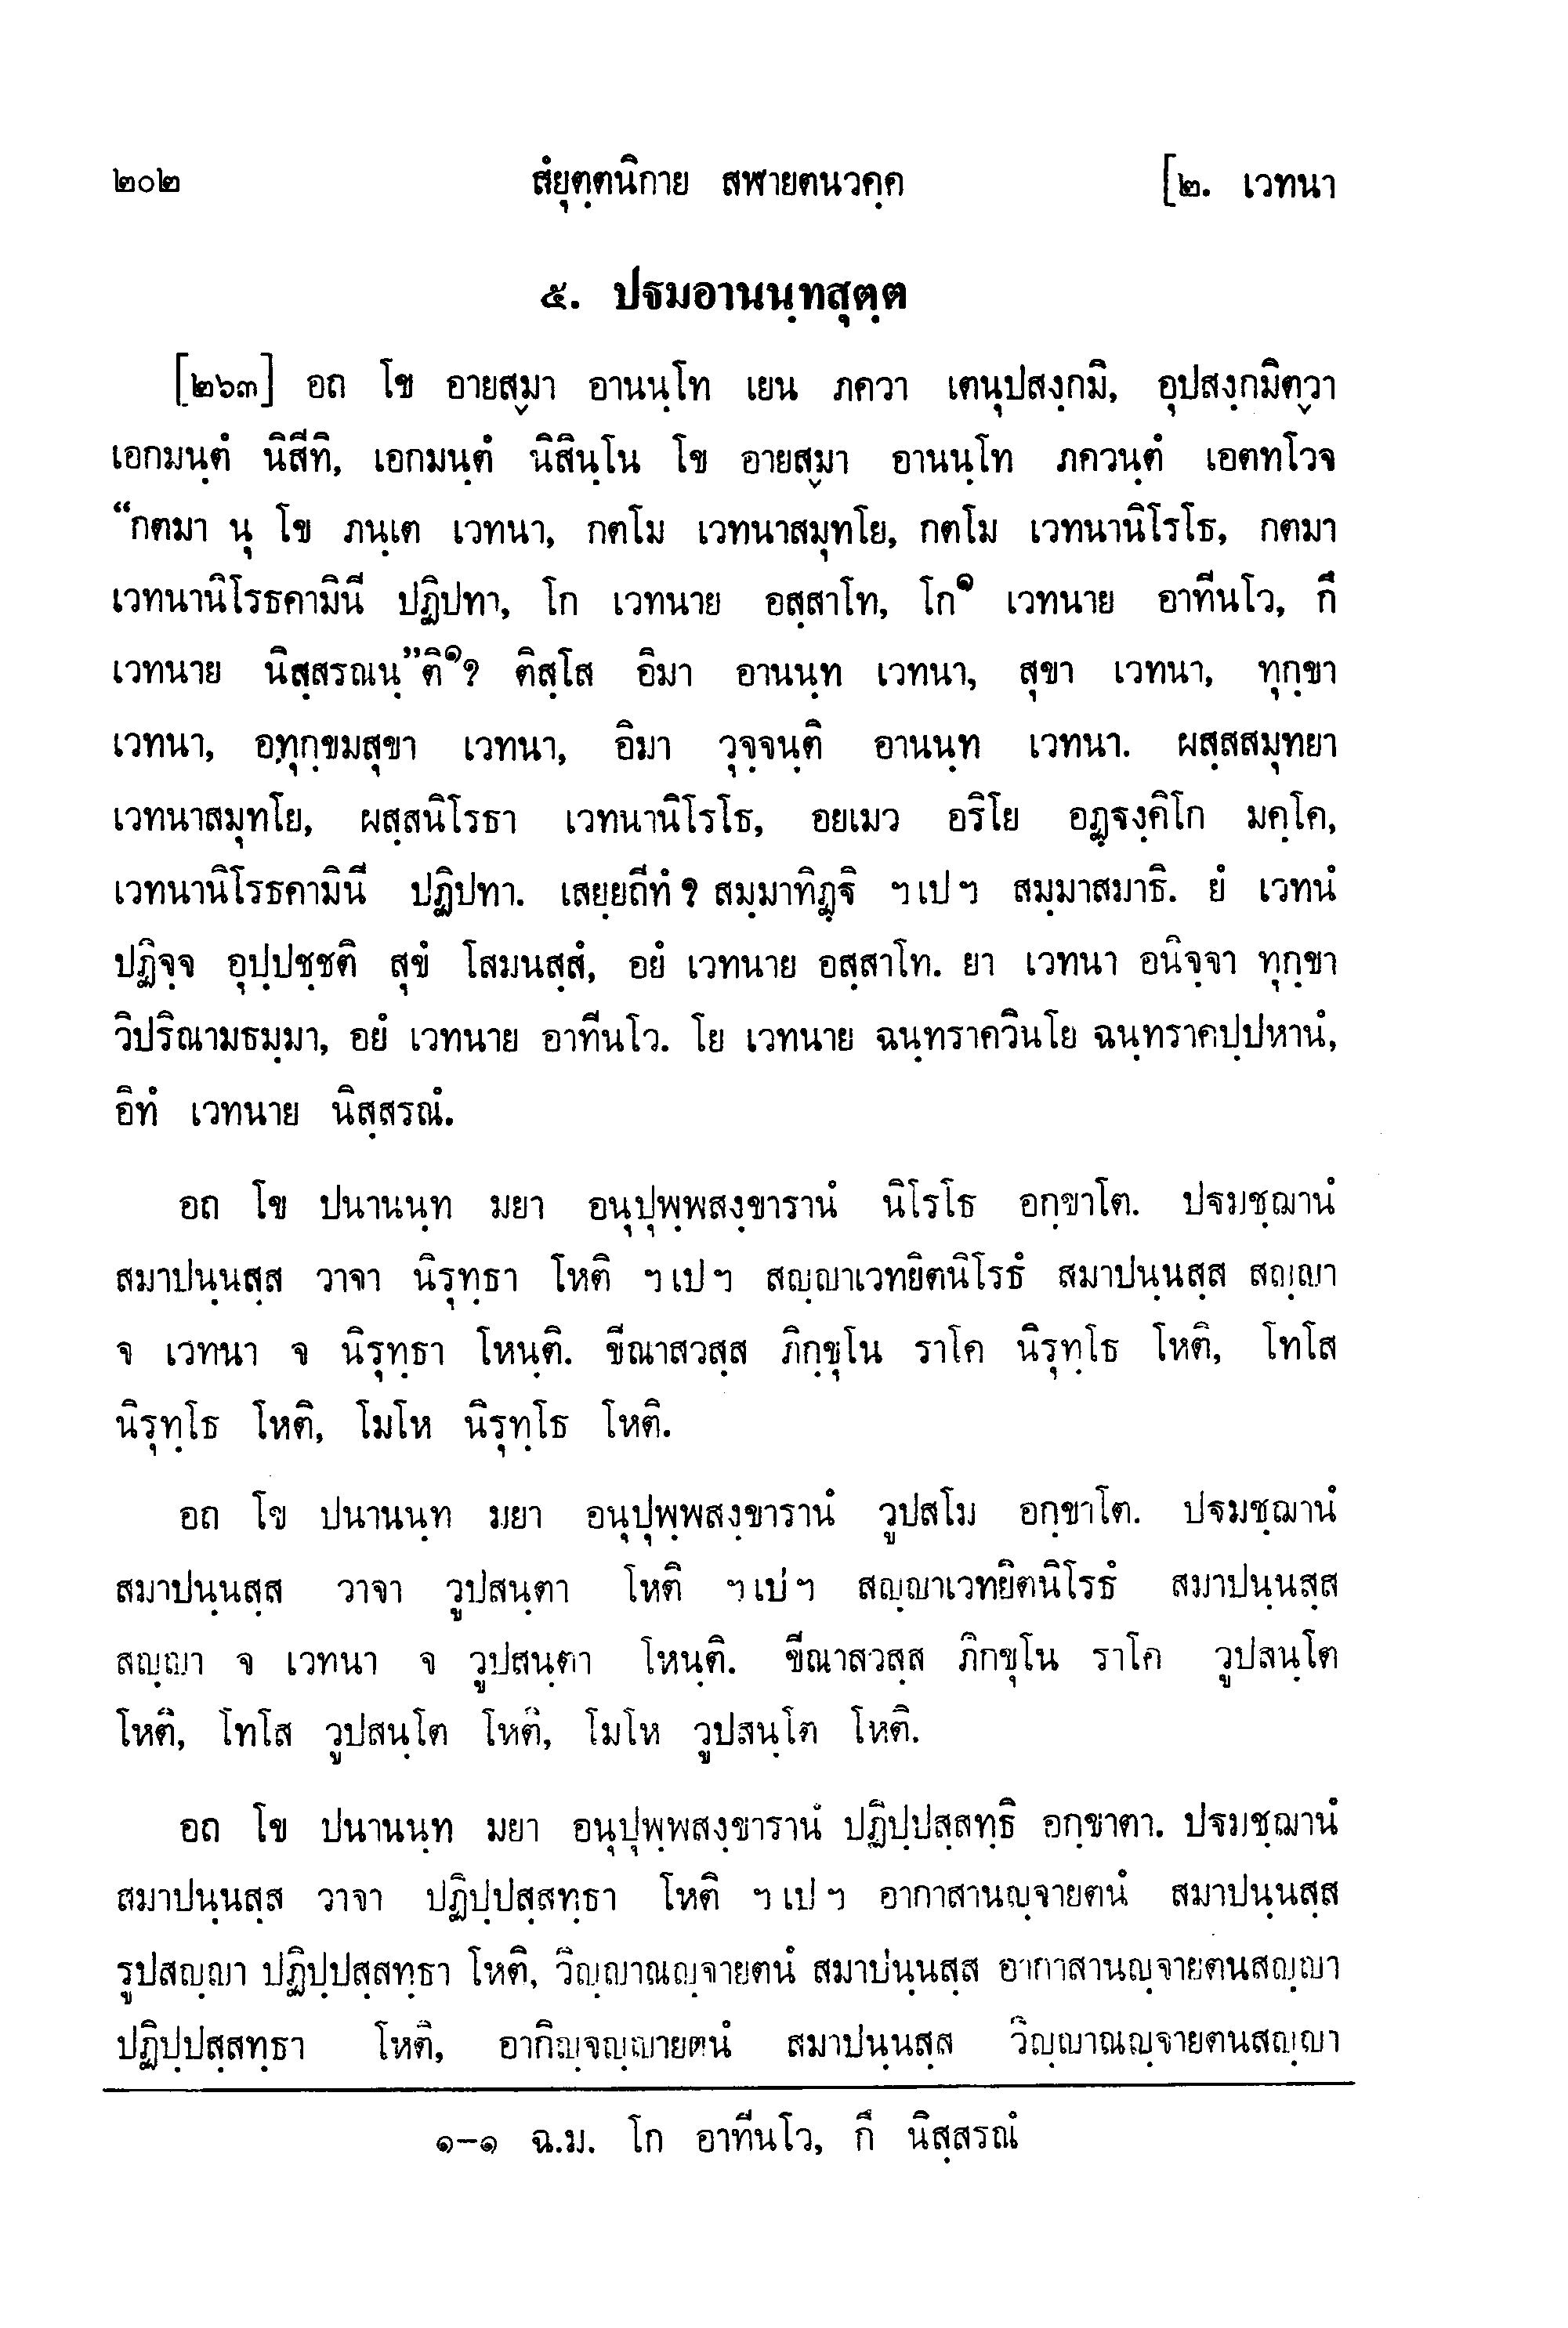 ๒๐๒ สํยุตฺตนิกาย สฬายตนวคฺค [๒. เวทนา
๕. ปฐมอานนฺทสุตฺต
[๒๖๓] อถ โข อายสฺมา อานนฺโท เยน ภควา เตนุปสงฺกมิ, อุปสงฺกมิตฺวา
เอกมนฺตํ นิสีทิ, เอกมนฺตํ นิสินฺโน โข อายสฺมา อานนฺโท ภควนฺตํ เอตทโวจ
“กตมา นุ โข ภนฺเต เวทนา, กตโม เวทนาสมุทโย, กตโม เวทนานิโรโธ, กตมา
เวทนานิโรธคามินี ปฏิปทา, โก เวทนาย อสฺสาโท, โก๑ เวทนาย อาทีนโว, กึ
เวทนาย นิสฺสรณนฺ”ติ๑? ติสฺโส อิมา อานนฺท เวทนา, สุขา เวทนา, ทุกฺขา
เวทนา, อทุกฺขมสุขา เวทนา, อิมา วุจฺจนฺติ อานนฺท เวทนา. ผสฺสสมุทยา
เวทนาสมุทโย, ผสฺสนิโรธา เวทนานิโรโธ, อยเมว อริโย อฏฺฐงฺคิโก มคฺโค,
เวทนานิโรธคามินี ปฏิปทา. เสยฺยถีทํ? สมฺมาทิฏฺฐิ ฯเปฯ สมฺมาสมาธิ. ยํ เวทนํ
ปฏิจฺจ อุปฺปชฺชติ สุขํ โสมนสฺสํ, อยํ เวทนาย อสฺสาโท. ยา เวทนา อนิจฺจา ทุกฺขา
วิปริณามธมฺมา, อยํ เวทนาย อาทีนโว. โย เวทนาย ฉนฺทราควินโย ฉนฺทราคปฺปหานํ,
อิทํ เวทนาย นิสฺสรณํ.
อถ โข ปนานนฺท มยา อนุปุพฺพสงฺขารานํ นิโรโธ อกฺขาโต. ปฐมชฺฌานํ
สมาปนฺนสฺส วาจา นิรุทฺธา โหติ ฯเปฯ สญฺญาเวทยิตนิโรธํ สมาปนฺนสฺส สญฺญา
จ เวทนา จ นิรุทฺธา โหนฺติ. ขีณาสวสฺส ภิกฺขุโน ราโค นิรุทฺโธ โหติ, โทโส
นิรุทฺโธ โหติ, โมโห นิรุทฺโธ โหติ.
อถ โข ปนานนฺท มยา อนุปุพฺพสงฺขารานํ วูปสโม อกฺขาโต. ปฐมชฺฌานํ
สมาปนฺนสฺส วาจา วูปสนฺตา โหติ ฯเป่ฯ สญฺญาเวทยิตนิโรธํ สมาปนฺนสฺส
สญฺญา จ เวทนา จ วูปสนฺตา โหนฺติ. ขีณาสวสฺส ภิกขุโน ราโค วูปสนฺโต
โหติ, โทโส วูปสนฺโต โหติ, โมโห วูปสนฺโต โหติ.
อถ โข ปนานนฺท มยา อนุปุพฺพสงฺขารานํ ปฏิปฺปสฺสทฺธิ อกฺขาตา. ปฐมชฺฌานํ
สมาปนฺนสฺส วาจา ปฏิปฺปสฺสทฺธา โหติ ฯเปฯ อากาสานญฺจายตนํ สมาปนฺนสฺส
รูปสญฺญา ปฏิปฺปสฺสทฺธา โหติ, วิญฺญาณญฺจายตนํ สมาปนฺนสฺส อากาสานญฺจายตนสญฺญา
ปฏิปฺปสฺสทฺธา โหติ, อากิญฺจญฺญายตนํ สมาปนฺนสฺส วิญฺญาณญฺจายตนสญฺญา
๑-๑ ฉ.ม. โก อาทีนโว, กึ นิสฺสรณํ